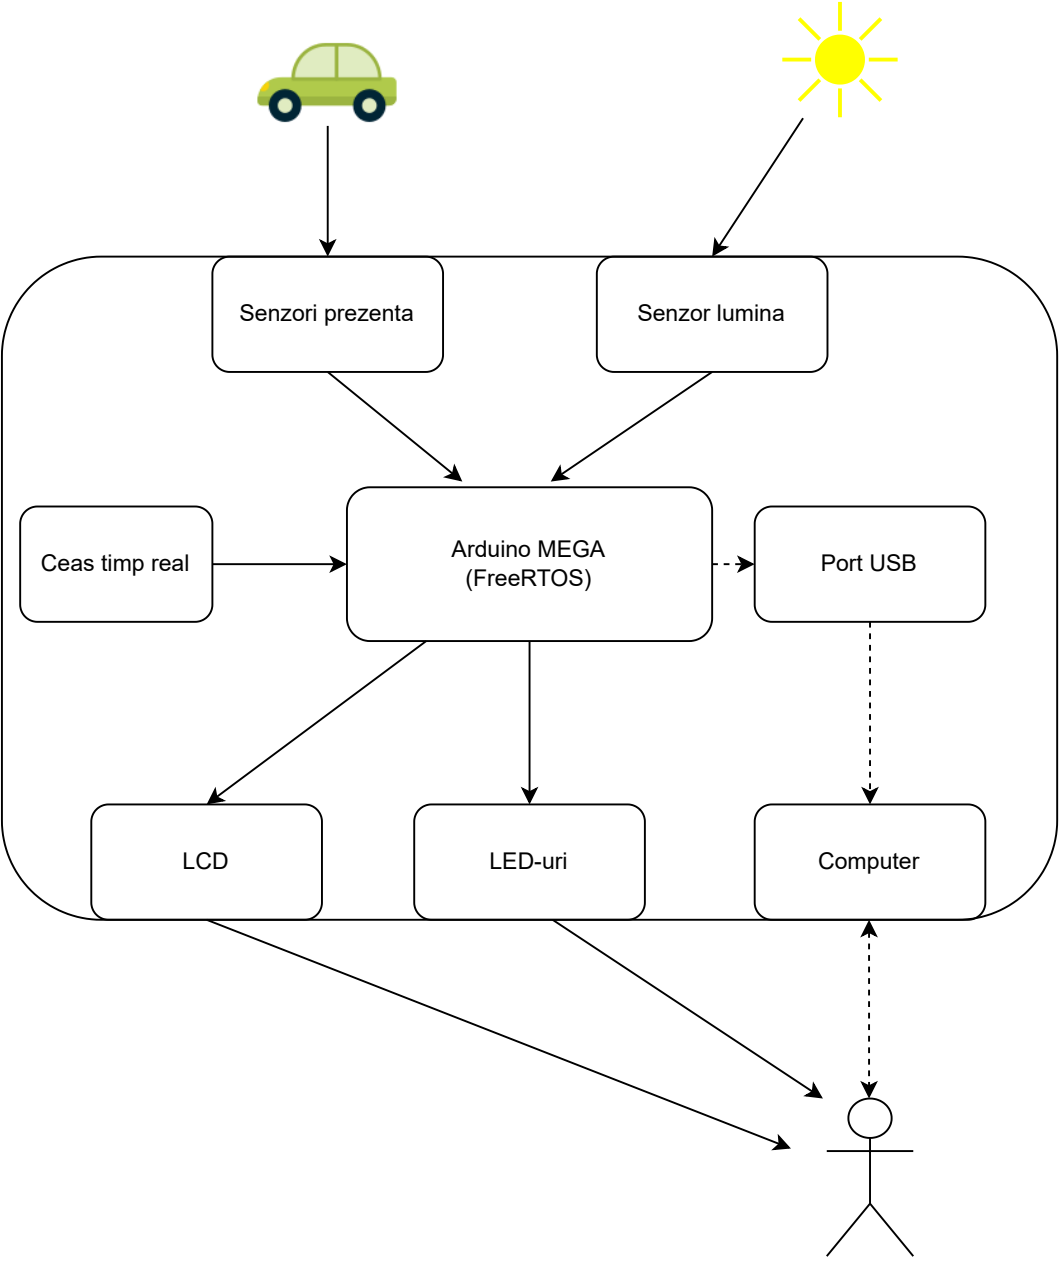 Senzori prezenta
Senzor lumina
Ceas timp real
Arduino MEGA
(FreeRTOS)
Port USB
LCD
LED-uri
Computer